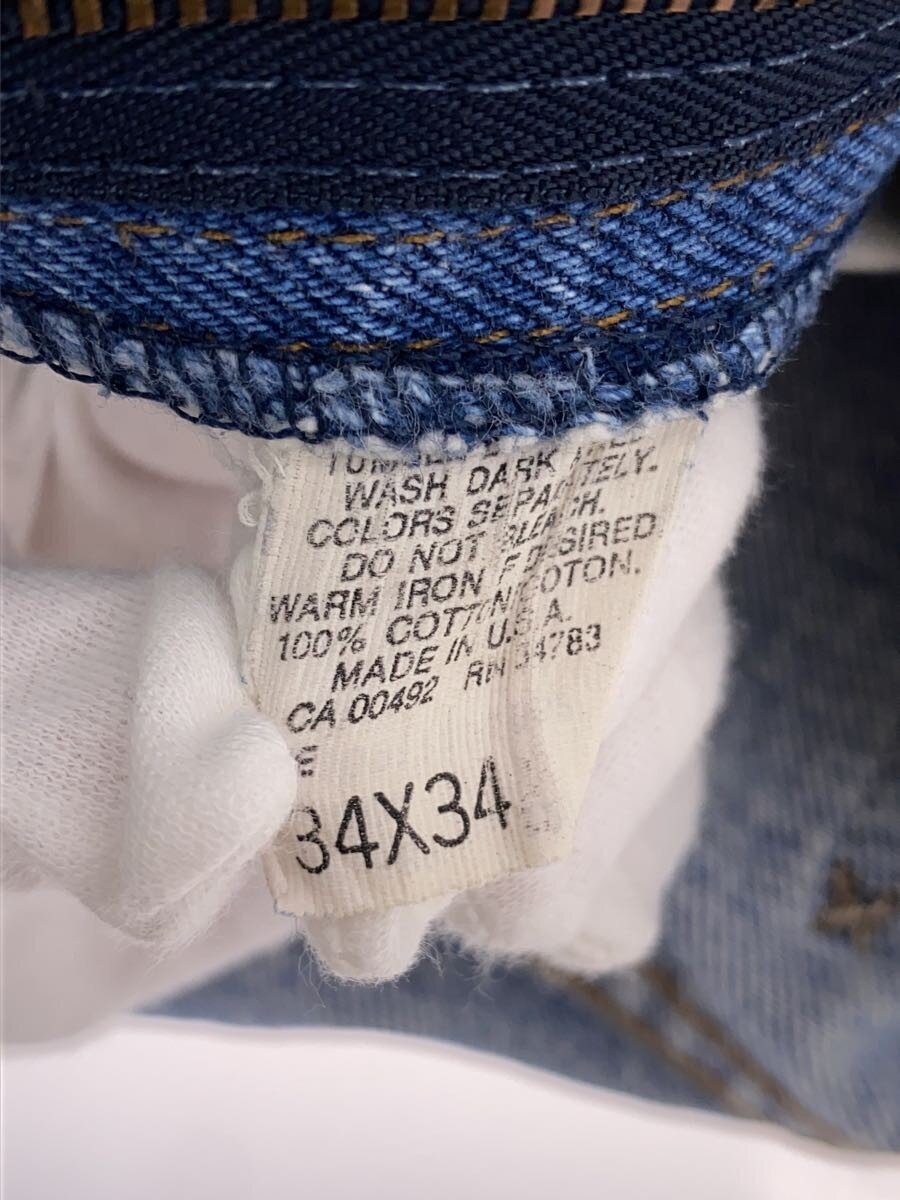 WASH DARK
COLORS SEPARATELY.
DO NOT BLEACH.
WARM IRON IF DESIRED
100% COTTON/COTON.
MADE IN U.S.A.
CA 00492 RN 34783
E
34X34